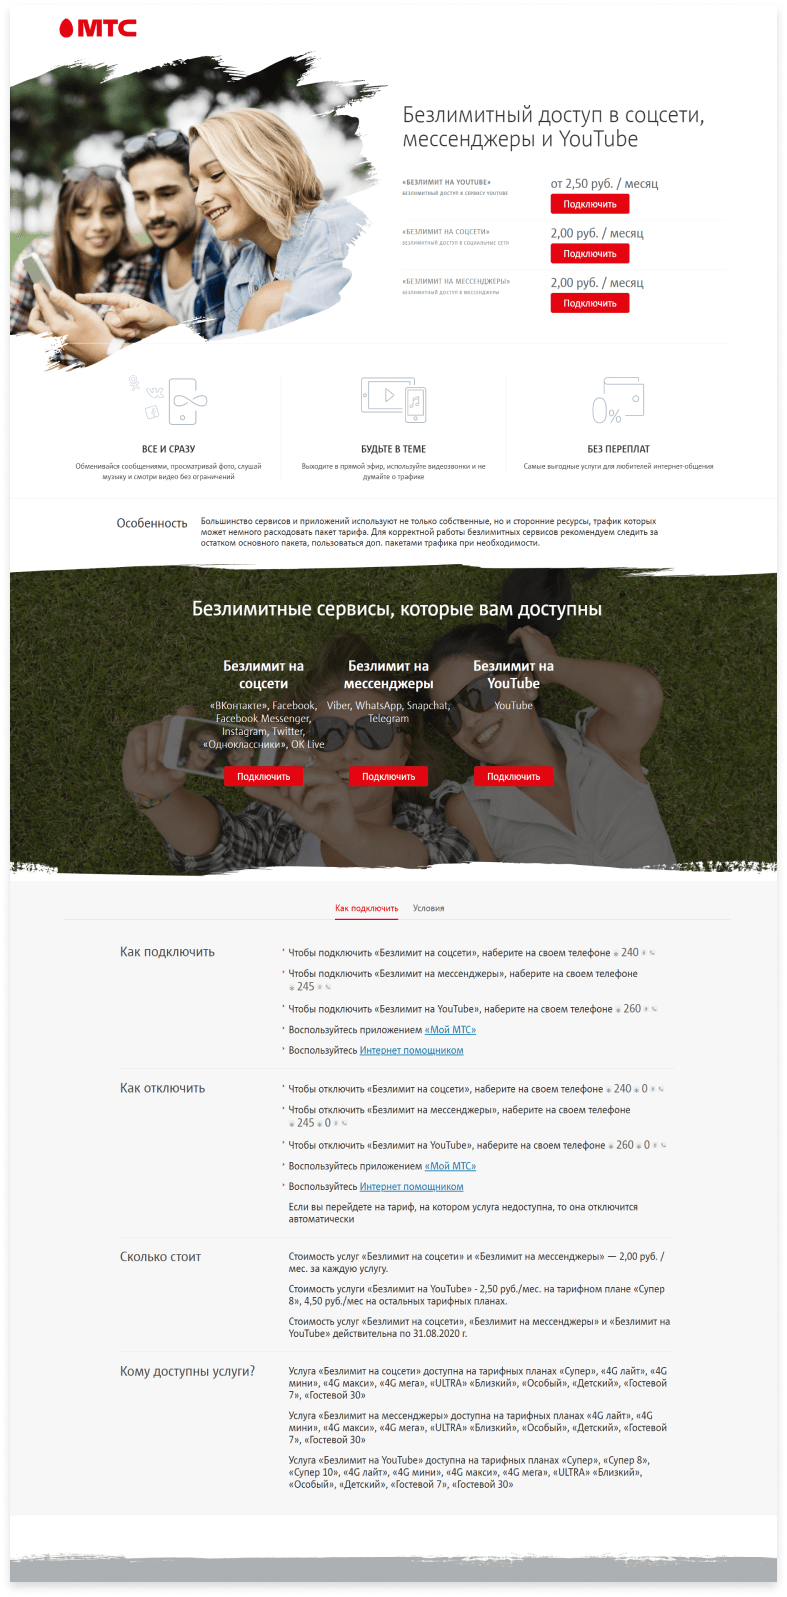 МТС
Безлимитный доступ в соцсети,
мессенджеры и YouTube
«БЕЗЛИМИТ НА YOUTUBE»
БЕЗЛИМИТНЫЙ ДОСТУП К СЕРВИСУ YOUTUBE
от 2,50 руб. / месяц
Подключить
«БЕЗЛИМИТ НА СОЦСЕТИ»
БЕЗЛИМИТНЫЙ ДОСТУП В СОЦИАЛЬНЫЕ СЕТИ
2,00 руб. / месяц
Подключить
«БЕЗЛИМИТ НА МЕССЕНДЖЕРЫ»
БЕЗЛИМИТНЫЙ ДОСТУП В МЕССЕНДЖЕРЫ
2,00 руб. / месяц
Подключить
ВСЕ И СРАЗУ
Обменивайся сообщениями, просматривай фото, слушай
музыку и смотри видео без ограничений
БУДЬТЕ В ТЕМЕ
Выходите в прямой эфир, используйте видеозвонки и не
думайте о трафике
0%
БЕЗ ПЕРЕПЛАТ
Самые выгодные услуги для любителей интернет-общения
Особенность
Большинство сервисов и приложений используют не только собственные, но и сторонние ресурсы, трафик которых
может немного расходовать пакет тарифа. Для корректной работы безлимитных сервисов рекомендуем следить за
остатком основного пакета, пользоваться доп. пакетами трафика при необходимости.
Безлимитные сервисы, которые вам доступны
Безлимит на
соцсети
«ВКонтакте», Facebook,
Facebook Messenger,
Instagram, Twitter,
«Одноклассники», OK Live
Подключить
Безлимит на
мессенджеры
Viber, WhatsApp, Snapchat,
Telegram
Подключить
Безлимит на
YouTube
YouTube
Подключить
Как подключить Условия
Как подключить
Чтобы подключить «Безлимит на соцсети», наберите на своем телефоне * 240 #
Чтобы подключить «Безлимит на мессенджеры», наберите на своем телефоне
* 245 #
Чтобы подключить «Безлимит на YouTube», наберите на своем телефоне * 260 #
Воспользуйтесь приложением «Мой МТС»
Воспользуйтесь Интернет помощником
Как отключить
Чтобы отключить «Безлимит на соцсети», наберите на своем телефоне * 240 * 0 #
Чтобы отключить «Безлимит на мессенджеры», наберите на своем телефоне
* 245 * 0 #
Чтобы отключить «Безлимит на YouTube», наберите на своем телефоне * 260 * 0 #
Воспользуйтесь приложением «Мой МТС»
Воспользуйтесь Интернет помощником
Если вы перейдете на тариф, на котором услуга недоступна, то она отключится
автоматически
Сколько стоит
Стоимость услуг «Безлимит на соцсети» и «Безлимит на мессенджеры» — 2,00 руб. /
мес. за каждую услугу.
Стоимость услуги «Безлимит на YouTube» - 2,50 руб./мес. на тарифном плане «Супер
8», 4,50 руб./мес на остальных тарифных планах.
Стоимость услуг «Безлимит на соцсети», «Безлимит на мессенджеры» и «Безлимит на
YouTube» действительна по 31.08.2020 г.
Кому доступны услуги?
Услуга «Безлимит на соцсети» доступна на тарифных планах «Супер», «4G лайт», «4G
мини», «4G макси», «4G мега», «ULTRA» «Близкий», «Особый», «Детский», «Гостевой
7», «Гостевой 30»
Услуга «Безлимит на мессенджеры» доступна на тарифных планах «4G лайт», «4G
мини», «4G макси», «4G мега», «ULTRA» «Близкий», «Особый», «Детский», «Гостевой
7», «Гостевой 30»
Услуга «Безлимит на YouTube» доступна на тарифных планах «Супер», «Супер 8»,
«Супер 10», «4G лайт», «4G мини», «4G макси», «4G мега», «ULTRA» «Близкий»,
«Особый», «Детский», «Гостевой 7», «Гостевой 30»